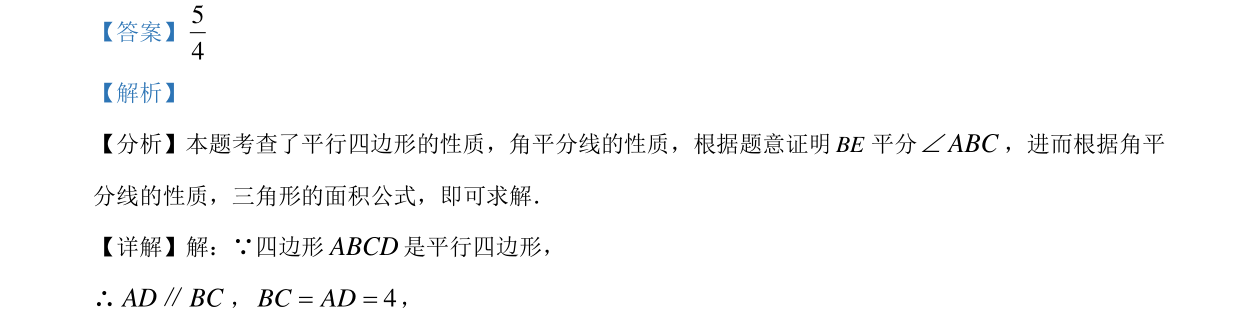 【答案】5/4
【解析】
【分析】本题考查了平行四边形的性质，角平分线的性质，根据题意证明 BE 平分∠ABC，进而根据角平
分线的性质，三角形的面积公式，即可求解．
【详解】解：∵四边形 ABCD 是平行四边形，
∴ AD∥BC，BC = AD = 4，